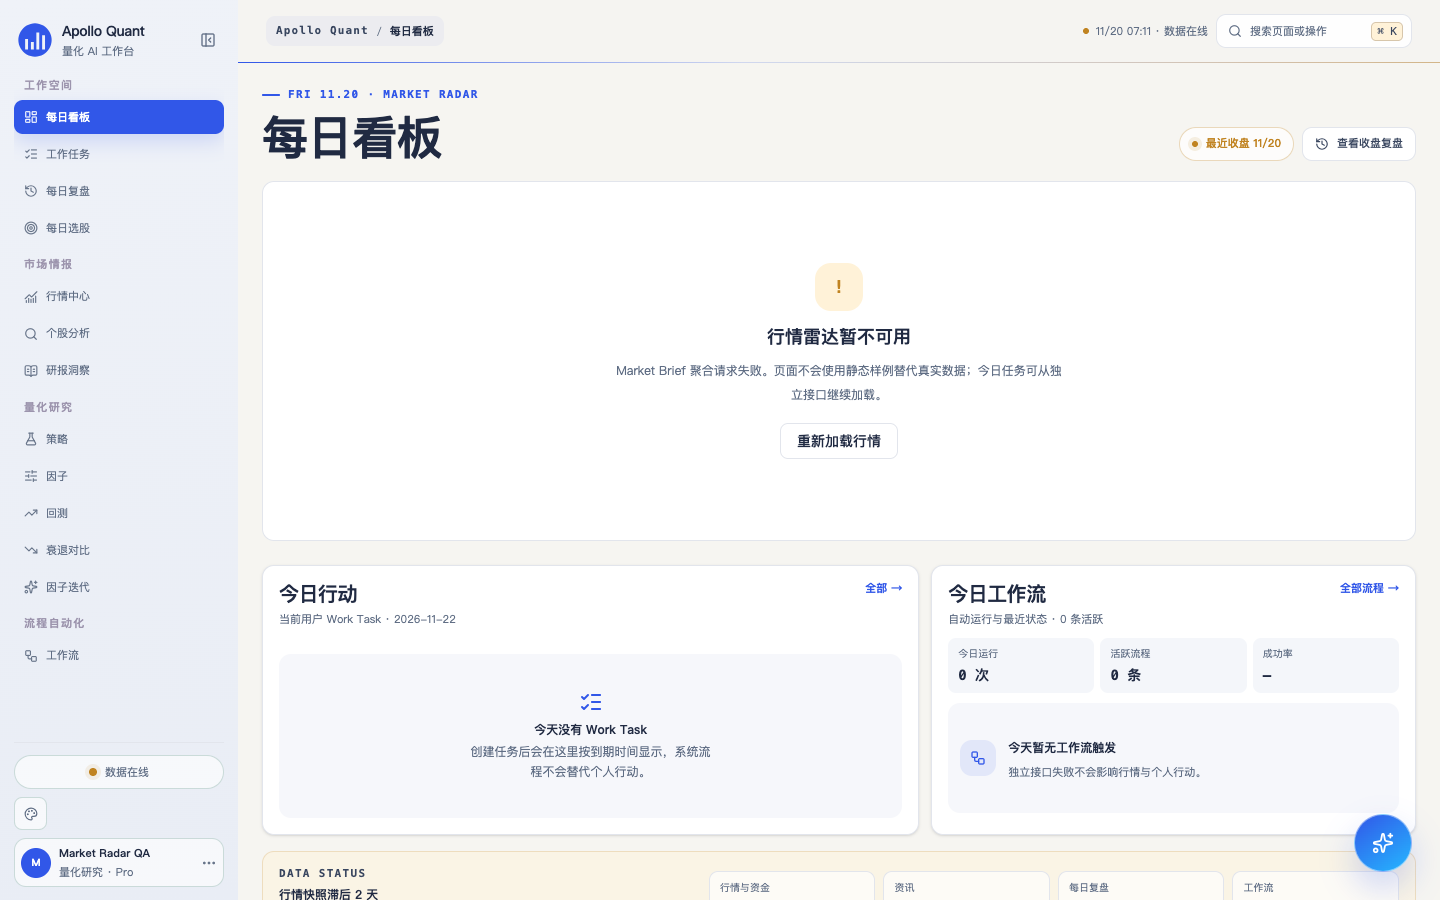 Apollo Quant
量化 AI 工作台
工作空间
每日看板
工作任务
每日复盘
每日选股
市场情报
行情中心
个股分析
研报洞察
量化研究
策略
因子
回测
衰退对比
因子迭代
流程自动化
工作流
数据在线
M
Market Radar QA
量化研究 · Pro
Apollo Quant / 每日看板
11/20 07:11 · 数据在线
搜索页面或操作
⌘ K
FRI 11.20 · MARKET RADAR
每日看板
最近收盘 11/20
查看收盘复盘
!
行情雷达暂不可用
Market Brief 聚合请求失败。页面不会使用静态样例替代真实数据；今日任务可从独
立接口继续加载。
重新加载行情
今日行动
全部 →
当前用户 Work Task · 2026-11-22
今天没有 Work Task
创建任务后会在这里按到期时间显示，系统流
程不会替代个人行动。
今日工作流
全部流程 →
自动运行与最近状态 · 0 条活跃
今日运行
0 次
活跃流程
0 条
成功率
—
今天暂无工作流触发
独立接口失败不会影响行情与个人行动。
DATA STATUS
行情快照滞后 2 天
行情与资金
资讯
每日复盘
工作流